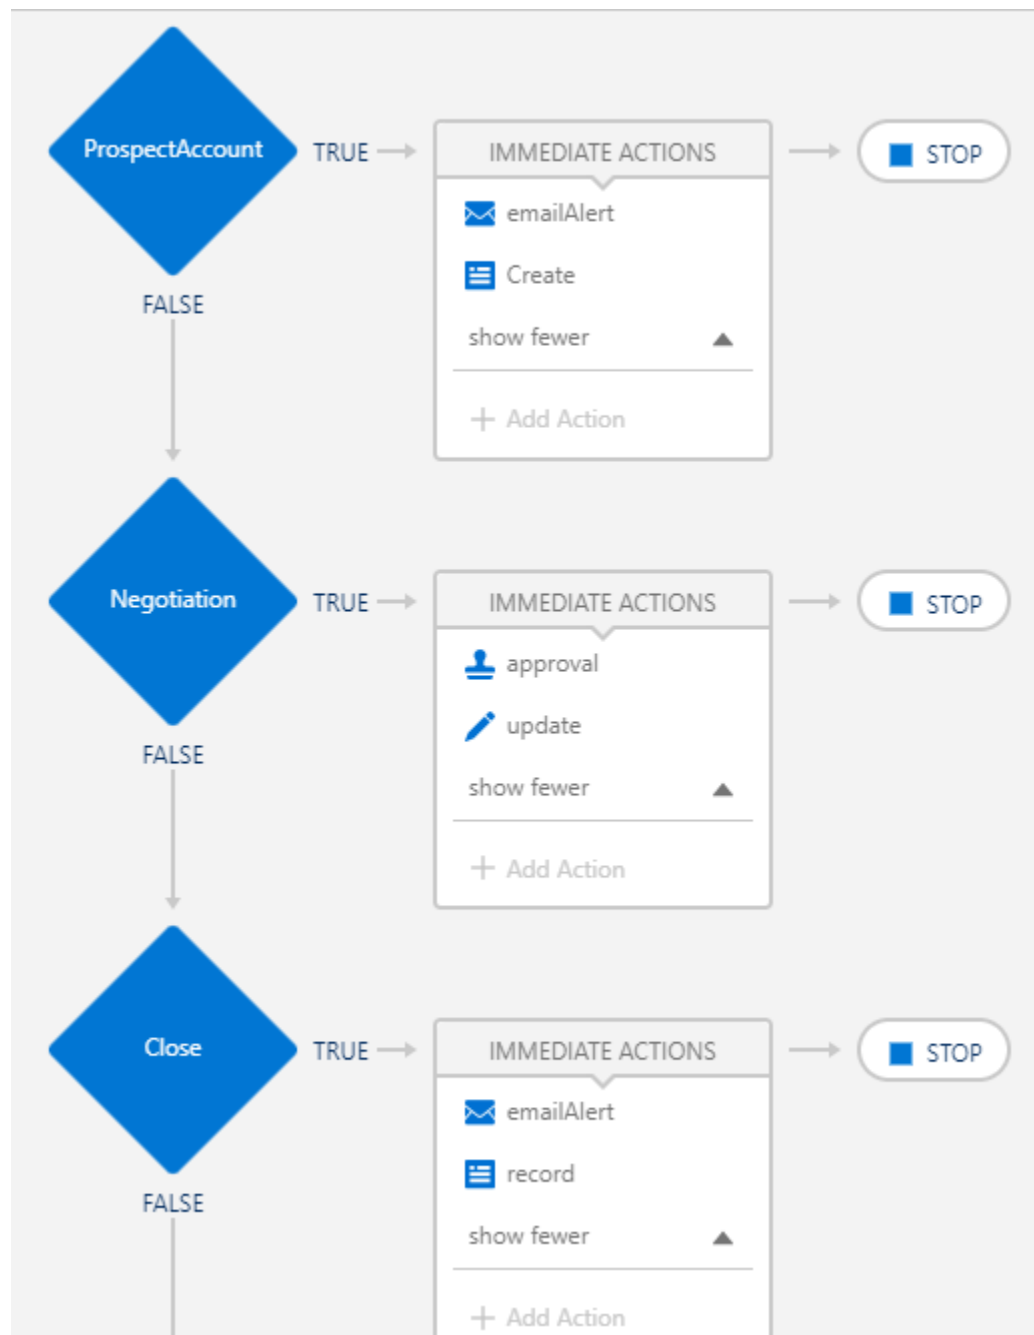 ProspectAccount
TRUE
IMMEDIATE ACTIONS
STOP
emailAlert
Create
show fewer
+ Add Action
FALSE
Negotiation
TRUE
IMMEDIATE ACTIONS
STOP
approval
update
show fewer
+ Add Action
FALSE
Close
TRUE
IMMEDIATE ACTIONS
STOP
emailAlert
record
show fewer
+ Add Action
FALSE